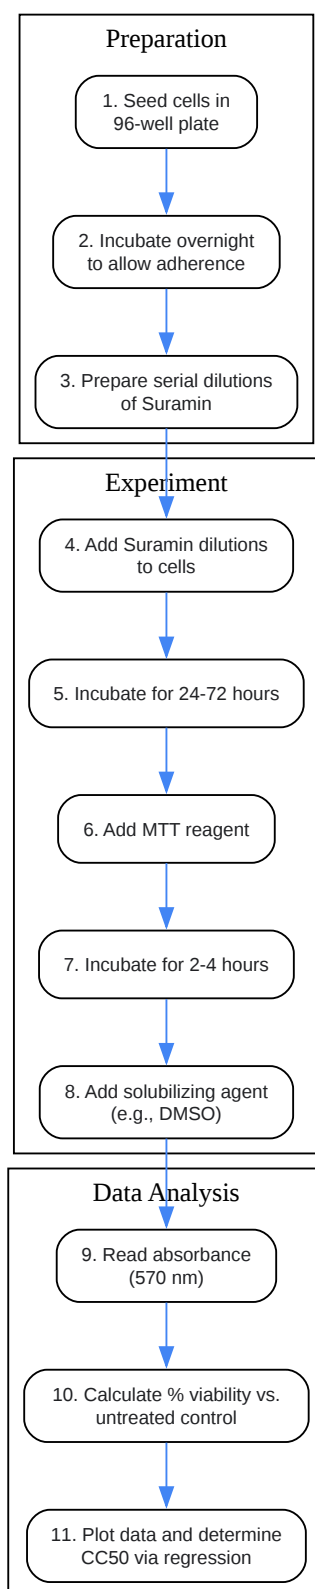 Preparation
1. Seed cells in
96-well plate
2. Incubate overnight
to allow adherence
3. Prepare serial dilutions
of Suramin
Experiment
4. Add Suramin dilutions
to cells
5. Incubate for 24-72 hours
6. Add MTT reagent
7. Incubate for 2-4 hours
8. Add solubilizing agent
(e.g., DMSO)
Data Analysis
9. Read absorbance
(570 nm)
10. Calculate % viability vs.
untreated control
11. Plot data and determine
CC50 via regression